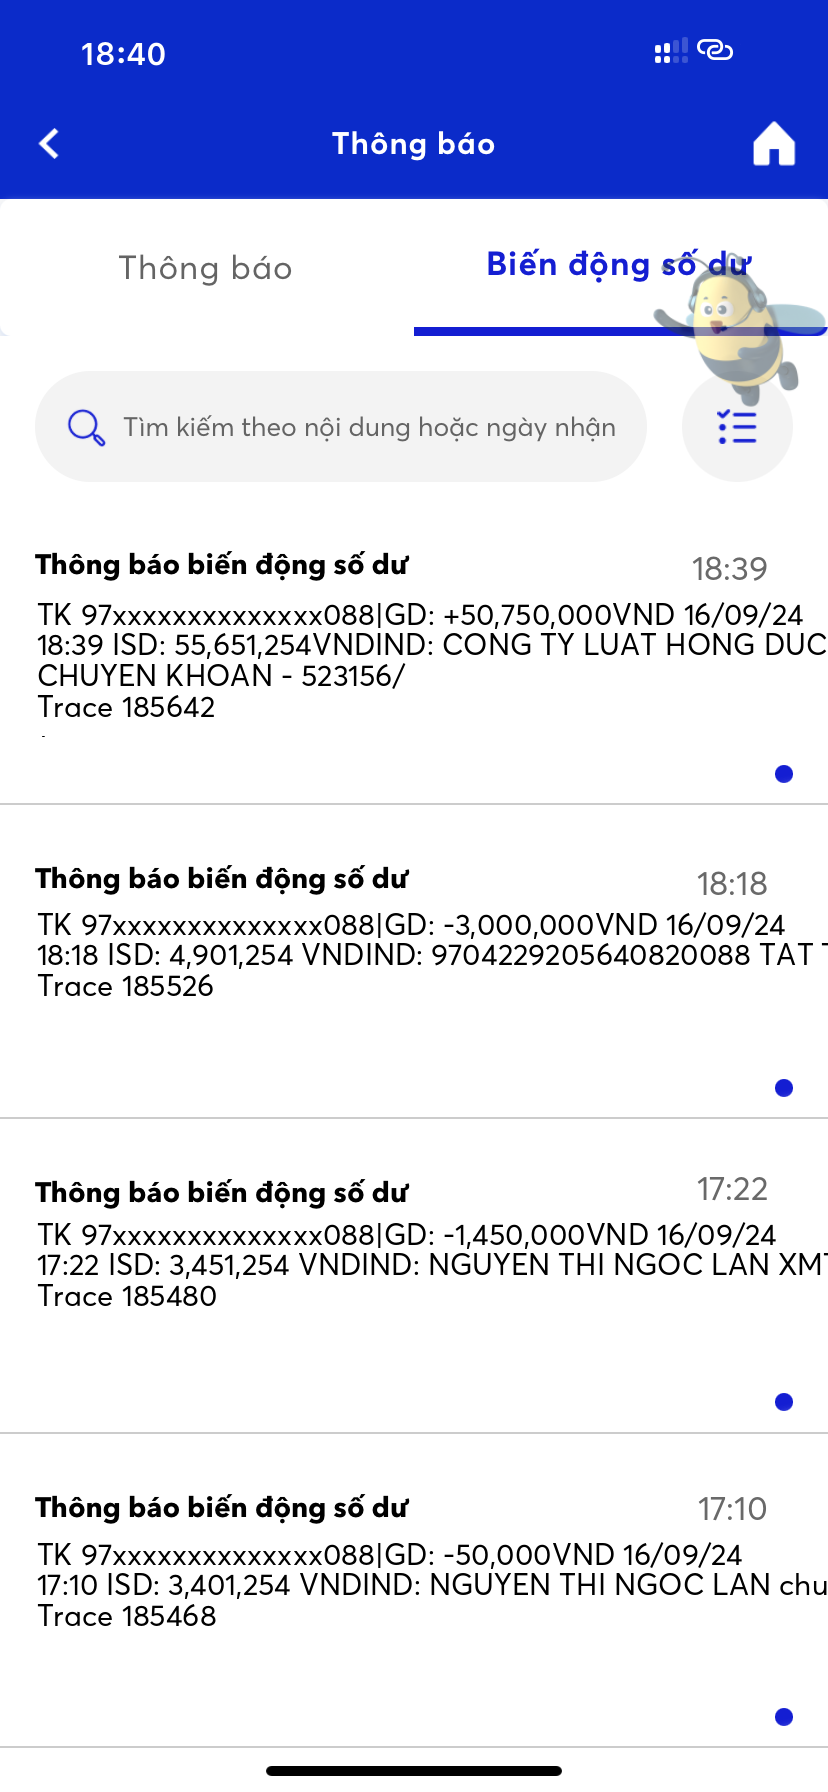 18:40
Thông báo
Thông báo
Biến động số dư
Tìm kiếm theo nội dung hoặc ngày nhận
Thông báo biến động số dư
18:39
TK 97xxxxxxxxxxxxxx088|GD: +50,750,000VND 16/09/24
18:39 ISD: 55,651,254VNDIND: CONG TY LUAT HONG DUC
CHUYEN KHOAN - 523156/
Trace 185642
Thông báo biến động số dư
18:18
TK 97xxxxxxxxxxxxxx088|GD: -3,000,000VND 16/09/24
18:18 ISD: 4,901,254 VNDIND: 9704229205640820088 TAT T
Trace 185526
Thông báo biến động số dư
17:22
TK 97xxxxxxxxxxxxxx088|GD: -1,450,000VND 16/09/24
17:22 ISD: 3,451,254 VNDIND: NGUYEN THI NGOC LAN XMT
Trace 185480
Thông báo biến động số dư
17:10
TK 97xxxxxxxxxxxxxx088|GD: -50,000VND 16/09/24
17:10 ISD: 3,401,254 VNDIND: NGUYEN THI NGOC LAN chu
Trace 185468